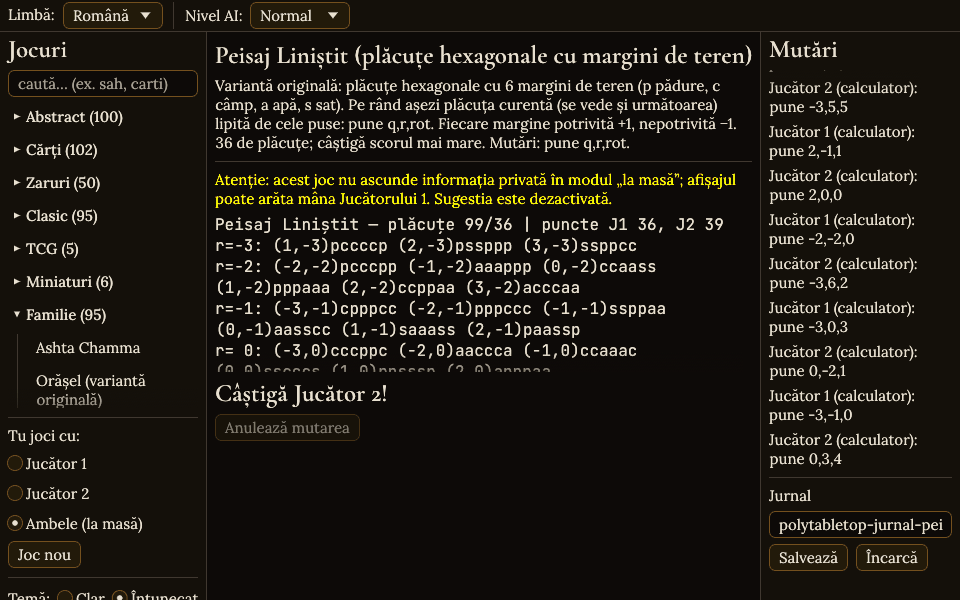 Limbă: Română ▼ Nivel AI: Normal ▼
Jocuri
caută... (ex. sah, carti)
▸ Abstract (100)
▸ Cărți (102)
▸ Zaruri (50)
▸ Clasic (95)
▸ TCG (5)
▸ Miniaturi (6)
▾ Familie (95)
Ashta Chamma
Orășel (variantă
originală)
Tu joci cu:
Jucător 1
Jucător 2
Ambele (la masă)
Joc nou
Temă: Clar Întunecat
Peisaj Liniștit (plăcuțe hexagonale cu margini de teren)
Variantă originală: plăcuțe hexagonale cu 6 margini de teren (p pădure, c
câmp, a apă, s sat). Pe rând așezi plăcuța curentă (se vede și următoarea)
lipită de cele puse: pune q,r,rot. Fiecare margine potrivită +1, nepotrivită −1.
36 de plăcuțe; câștigă scorul mai mare. Mutări: pune q,r,rot.
Atenție: acest joc nu ascunde informația privată în modul „la masă”; afișajul
poate arăta mâna Jucătorului 1. Sugestia este dezactivată.
Peisaj Liniștit — plăcuțe 99/36 | puncte J1 36, J2 39
r=-3: (1,-3)pccccp (2,-3)pssppp (3,-3)ssppcc
r=-2: (-2,-2)pcccpp (-1,-2)aaappp (0,-2)ccaass
(1,-2)pppaaa (2,-2)ccppaa (3,-2)acccaa
r=-1: (-3,-1)cpppcc (-2,-1)pppccc (-1,-1)ssppaa
(0,-1)aasscc (1,-1)saaass (2,-1)paassp
r= 0: (-3,0)cccppc (-2,0)aaccca (-1,0)ccaaac
Câștigă Jucător 2!
Anulează mutarea
Mutări
Jucător 2 (calculator):
pune -3,5,5
Jucător 1 (calculator):
pune 2,-1,1
Jucător 2 (calculator):
pune 2,0,0
Jucător 1 (calculator):
pune -2,-2,0
Jucător 2 (calculator):
pune -3,6,2
Jucător 1 (calculator):
pune -3,0,3
Jucător 2 (calculator):
pune 0,-2,1
Jucător 1 (calculator):
pune -3,-1,0
Jucător 2 (calculator):
pune 0,3,4
Jurnal
polytabletop-jurnal-pei
Salvează Încarcă